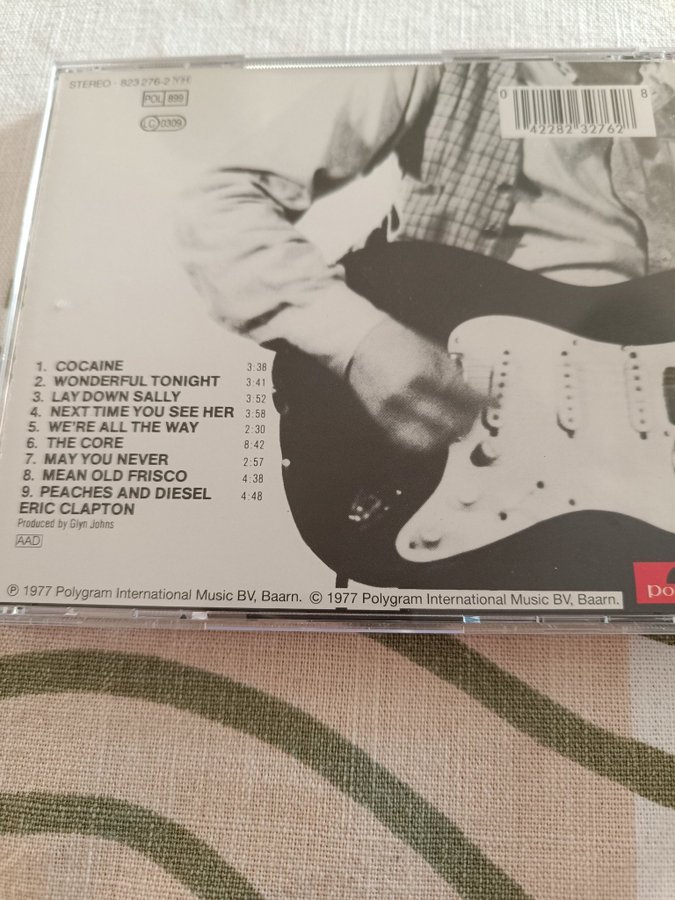 STEREO · 823 276-2 YH
POL 899
LC 0309
0 42282 32762 8
1. COCAINE 3:38
2. WONDERFUL TONIGHT 3:41
3. LAY DOWN SALLY 3:52
4. NEXT TIME YOU SEE HER 3:58
5. WE'RE ALL THE WAY 2:30
6. THE CORE 8:42
7. MAY YOU NEVER 2:57
8. MEAN OLD FRISCO 4:38
9. PEACHES AND DIESEL 4:48
ERIC CLAPTON
Produced by Glyn Johns
AAD
℗ 1977 Polygram International Music BV, Baarn. © 1977 Polygram International Music BV, Baarn.
po